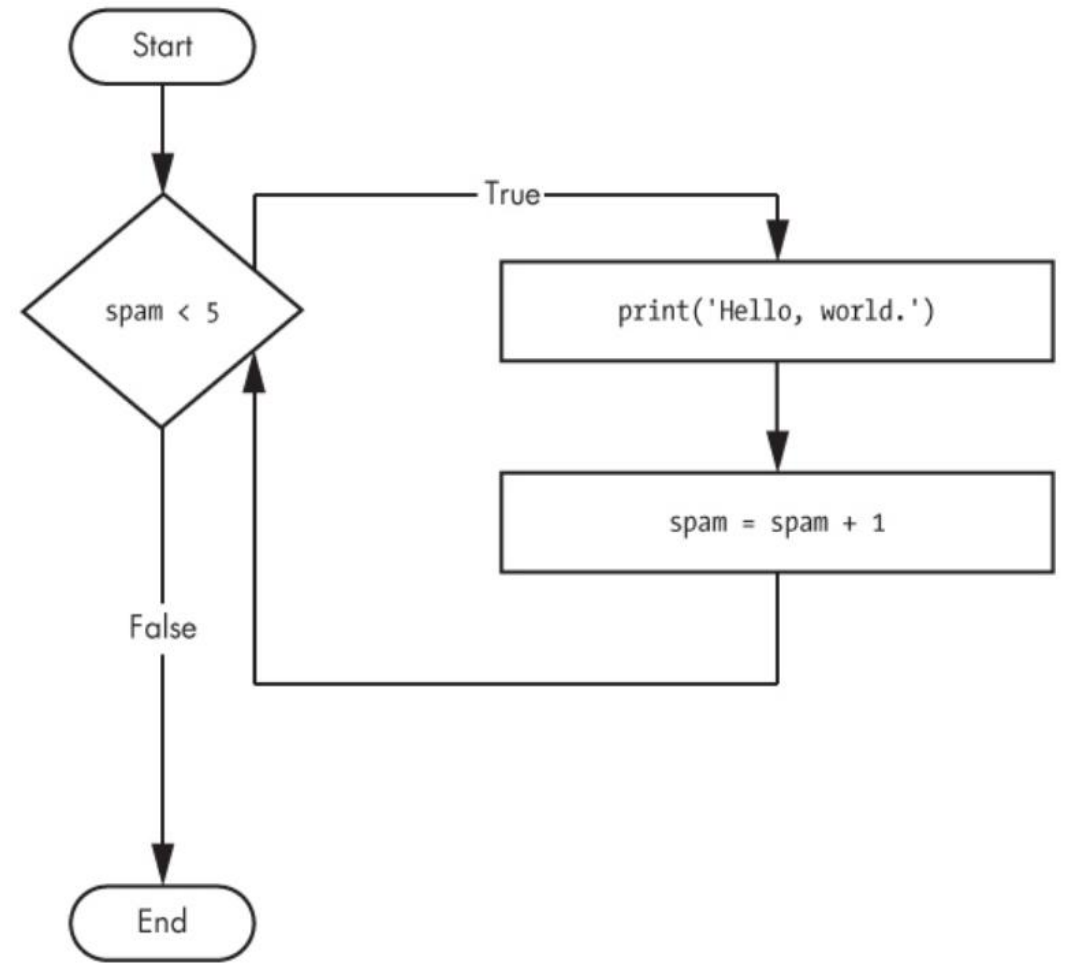 Start
True
spam < 5
print('Hello, world.')
spam = spam + 1
False
End